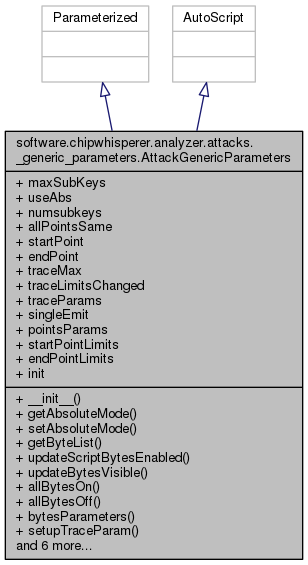 Parameterized
AutoScript
software.chipwhisperer.analyzer.attacks.
_generic_parameters.AttackGenericParameters
+ maxSubKeys
+ useAbs
+ numsubkeys
+ allPointsSame
+ startPoint
+ endPoint
+ traceMax
+ traceLimitsChanged
+ traceParams
+ singleEmit
+ pointsParams
+ startPointLimits
+ endPointLimits
+ init
+ __init__()
+ getAbsoluteMode()
+ setAbsoluteMode()
+ getByteList()
+ updateScriptBytesEnabled()
+ updateBytesVisible()
+ allBytesOn()
+ allBytesOff()
+ bytesParameters()
+ setupTraceParam()
and 6 more...